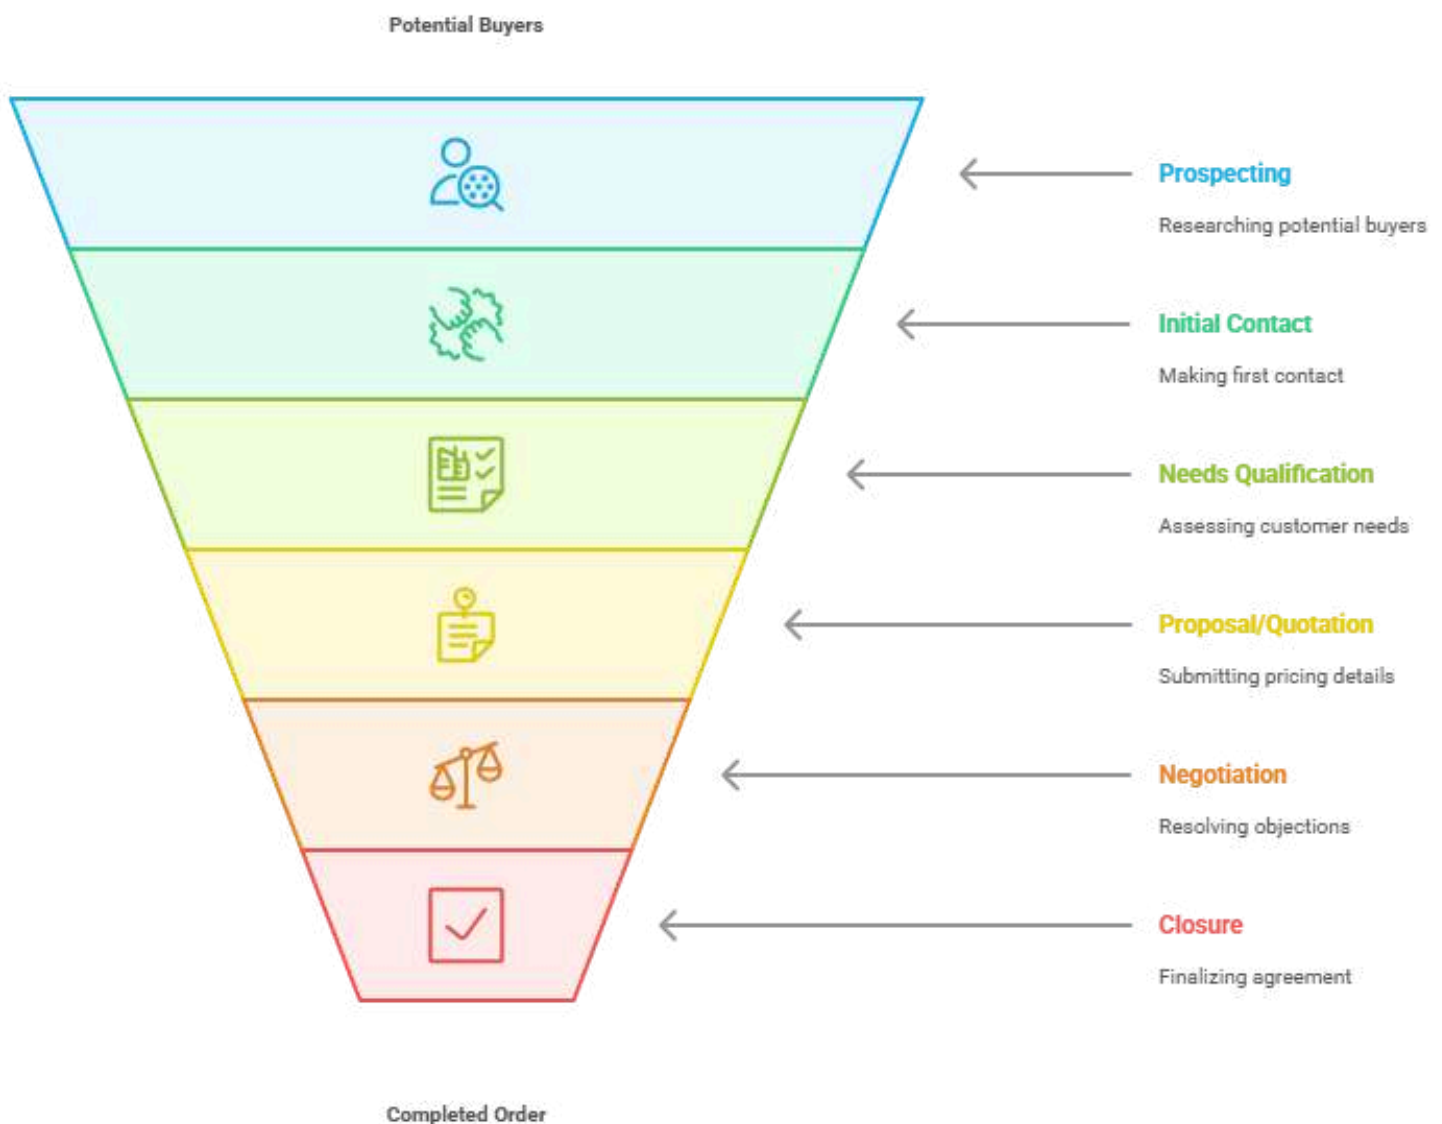 Potential Buyers
Prospecting
Researching potential buyers
Initial Contact
Making first contact
Needs Qualification
Assessing customer needs
Proposal/Quotation
Submitting pricing details
Negotiation
Resolving objections
Closure
Finalizing agreement
Completed Order